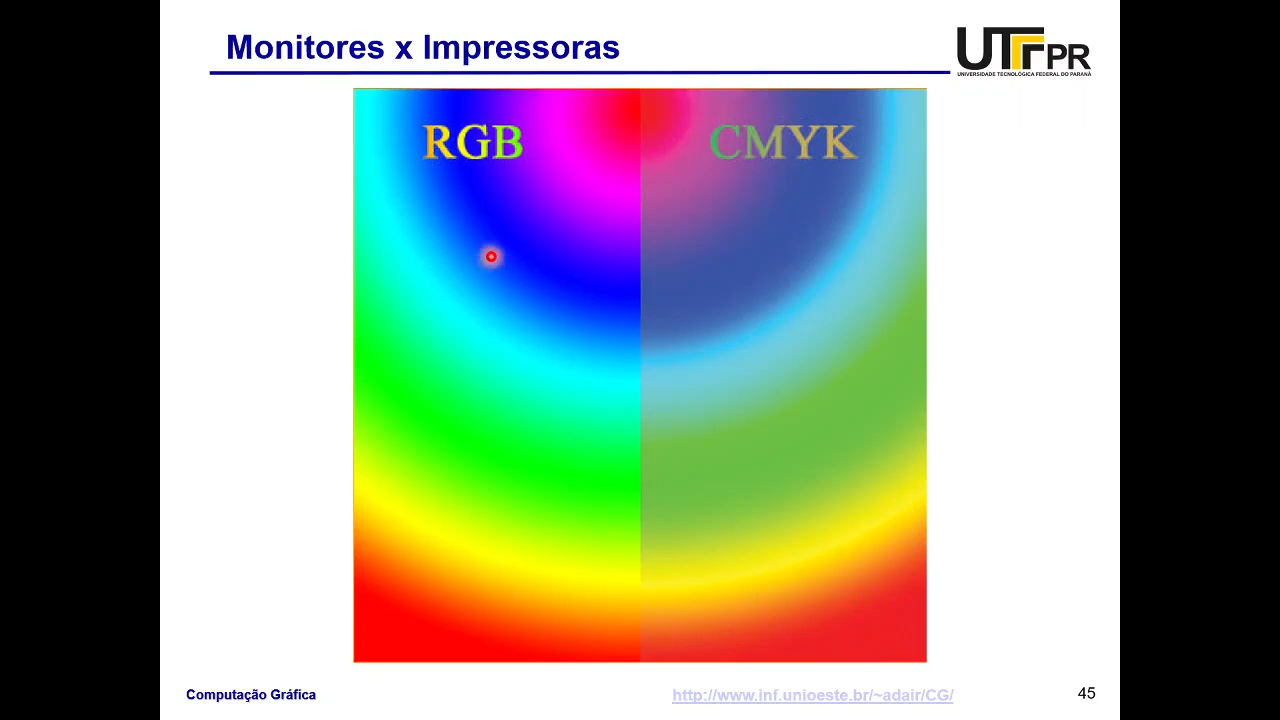 Monitores x Impressoras
UTFPR
UNIVERSIDADE TECNOLÓGICA FEDERAL DO PARANÁ
RGB
CMYK
Computação Gráfica
http://www.inf.unioeste.br/~adair/CG/
45